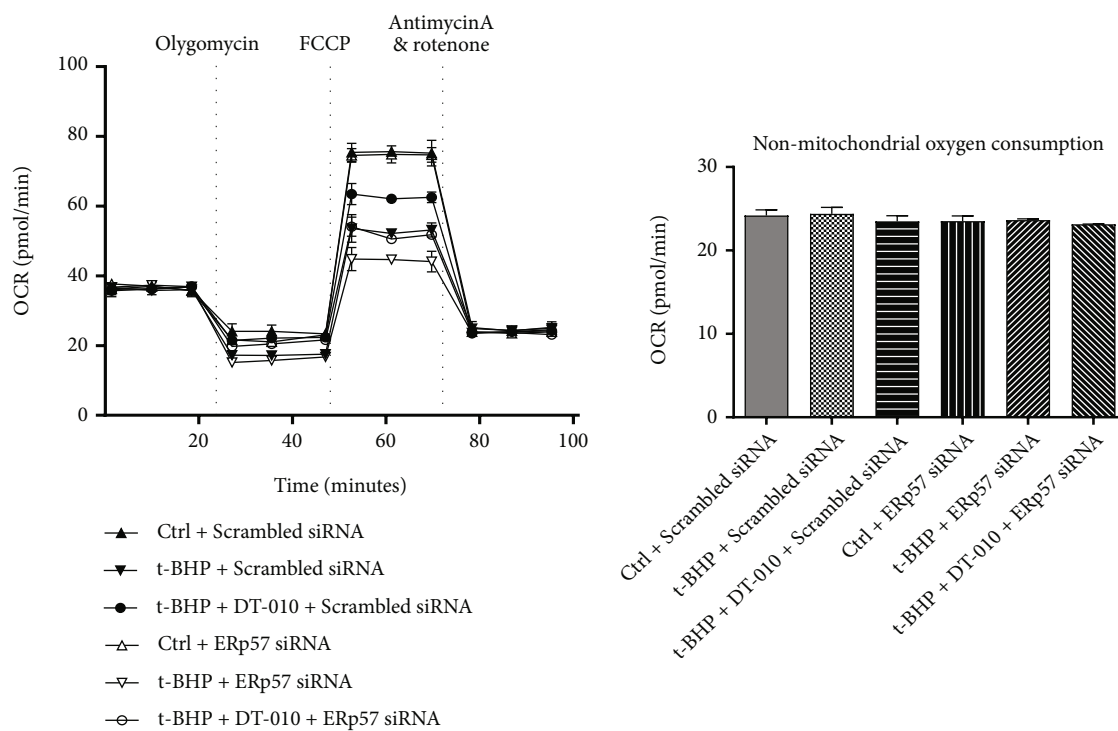 Olygomycin
FCCP
AntimycinA
& rotenone
100
80
60
40
20
0
OCR (pmol/min)
20
40
60
80
100
Time (minutes)
Ctrl + Scrambled siRNA
t-BHP + Scrambled siRNA
t-BHP + DT-010 + Scrambled siRNA
Ctrl + ERp57 siRNA
t-BHP + ERp57 siRNA
t-BHP + DT-010 + ERp57 siRNA
Non-mitochondrial oxygen consumption
30
20
10
0
OCR (pmol/min)
Ctrl + Scrambled siRNA
t-BHP + Scrambled siRNA
t-BHP + DT-010 + Scrambled siRNA
Ctrl + ERp57 siRNA
t-BHP + ERp57 siRNA
t-BHP + DT-010 + ERp57 siRNA